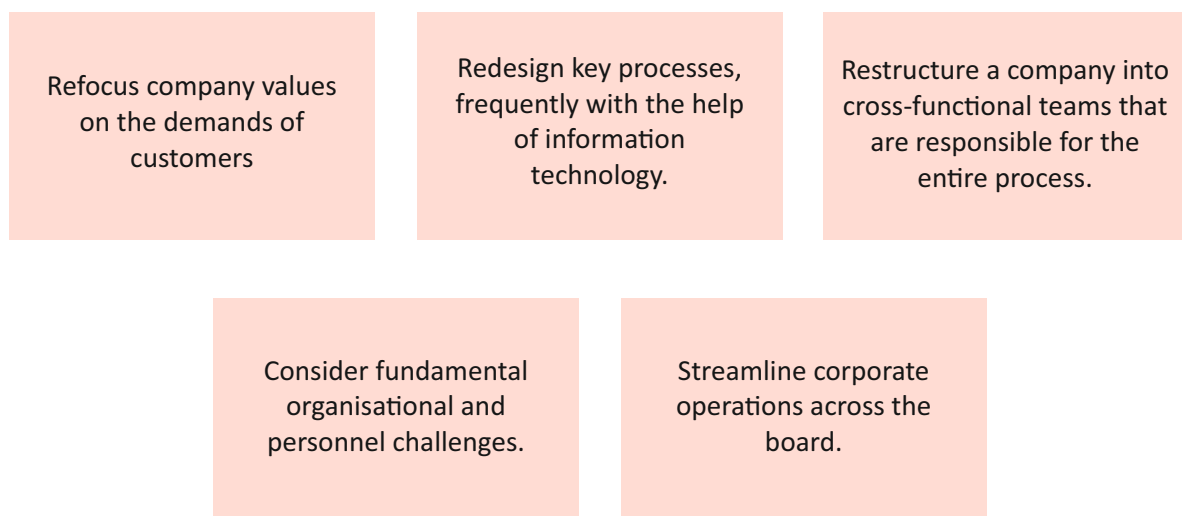 Refocus company values
on the demands of
customers
Redesign key processes,
frequently with the help
of information
technology.
Restructure a company into
cross-functional teams that
are responsible for the
entire process.
Consider fundamental
organisational and
personnel challenges.
Streamline corporate
operations across the
board.